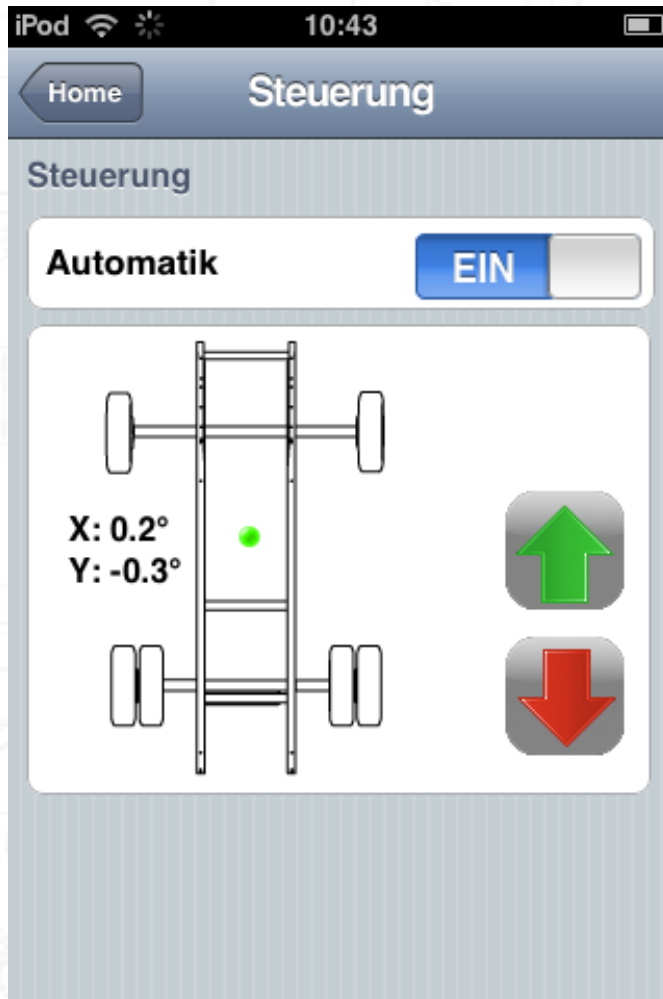 iPod 10:43
Home Steuerung
Steuerung
Automatik EIN
X: 0.2°
Y: -0.3°